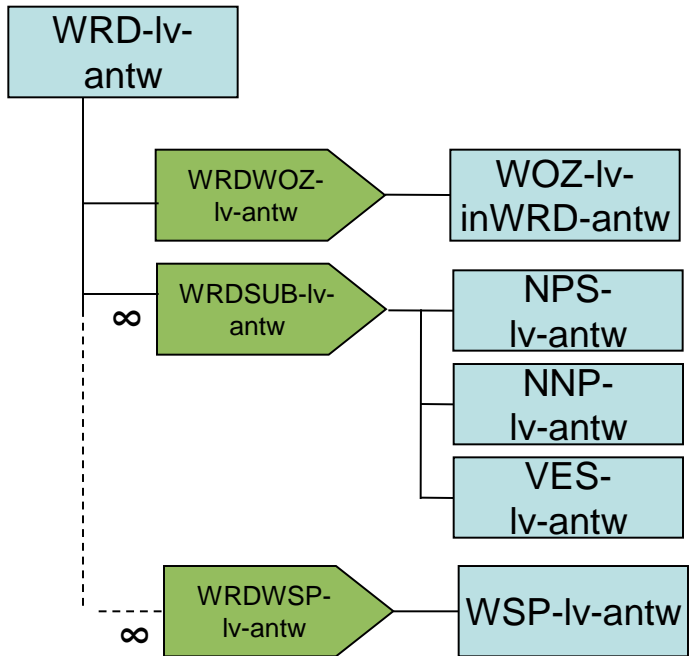 WRD-lv-
antw
WRDWOZ-
lv-antw
WOZ-lv-
inWRD-antw
∞
WRDSUB-lv-
antw
NPS-
lv-antw
NNP-
lv-antw
VES-
lv-antw
∞
WRDWSP-
lv-antw
WSP-lv-antw